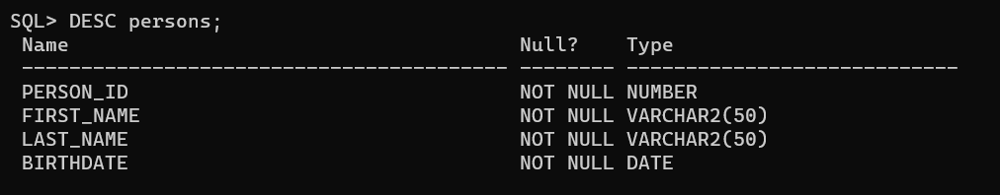 SQL> DESC persons;
Name Null? Type
----------------------------------------- -------- ----------------------------
PERSON_ID NOT NULL NUMBER
FIRST_NAME NOT NULL VARCHAR2(50)
LAST_NAME NOT NULL VARCHAR2(50)
BIRTHDATE NOT NULL DATE